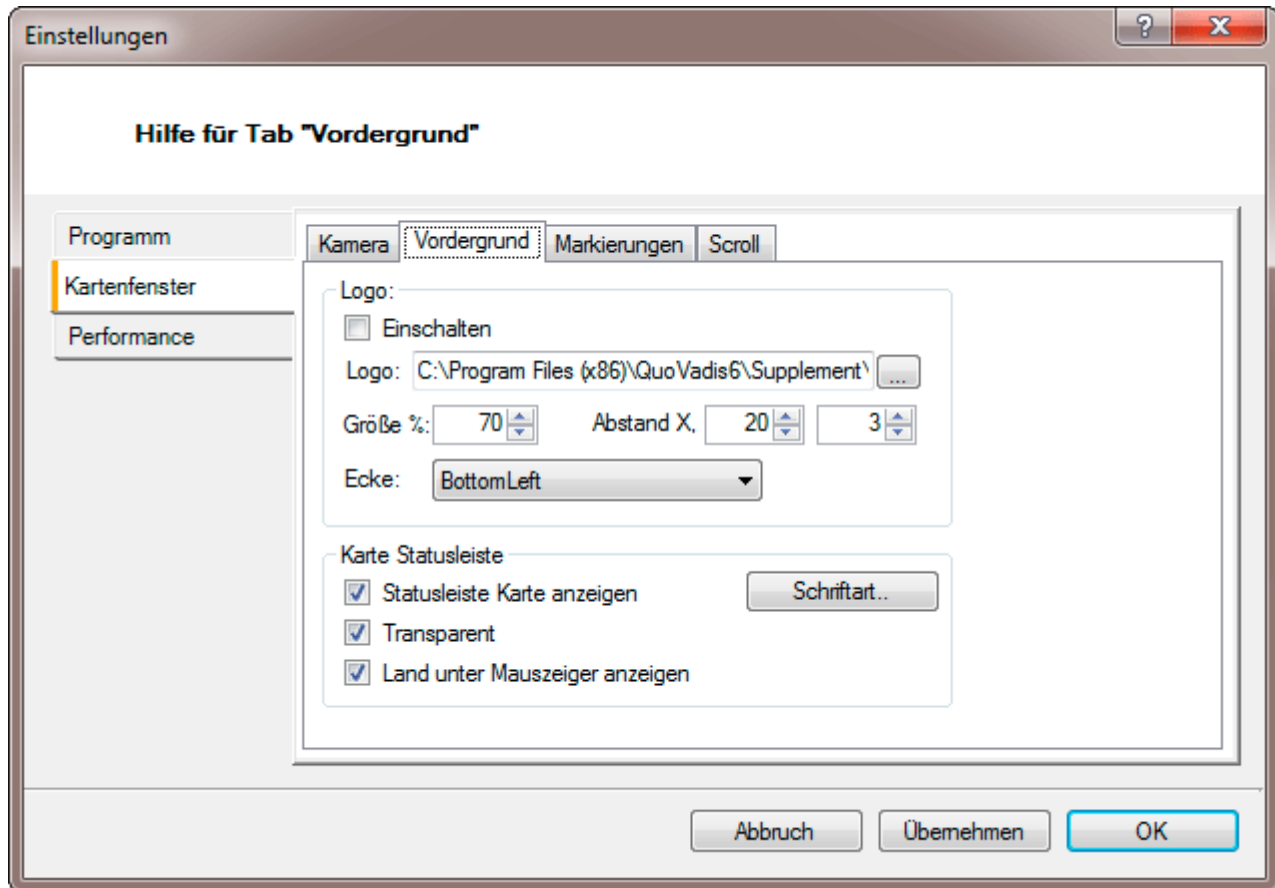 Einstellungen
Hilfe für Tab "Vordergrund"
Programm
Kartenfenster
Performance
Kamera Vordergrund Markierungen Scroll
Logo:
Einschalten
Logo: C:\Program Files (x86)\QuoVadis6\Supplement\ ...
Größe %: 70 Abstand X, 20 3
Ecke: BottomLeft
Karte Statusleiste
Statusleiste Karte anzeigen Schriftart..
Transparent
Land unter Mauszeiger anzeigen
Abbruch Übernehmen OK